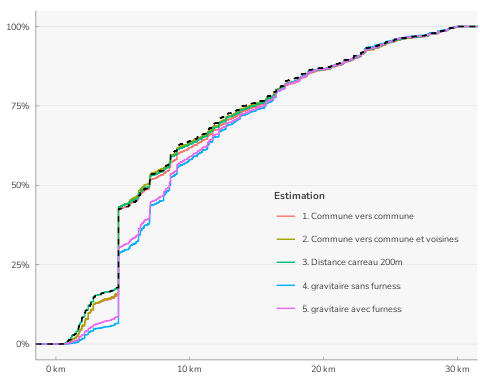 100%
75%
50%
25%
0%
Estimation
1. Commune vers commune
2. Commune vers commune et voisines
3. Distance carreau 200m
4. gravitaire sans furness
5. gravitaire avec furness
0 km
10 km
20 km
30 km